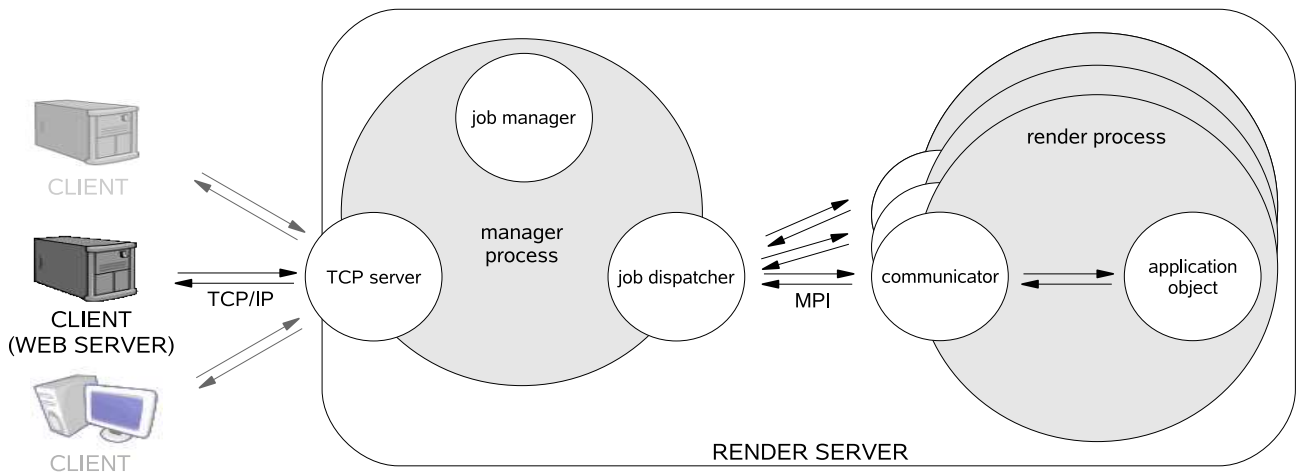 CLIENT
CLIENT
(WEB SERVER)
CLIENT
TCP/IP
TCP server
job manager
manager
process
job dispatcher
MPI
communicator
render process
application
object
RENDER SERVER